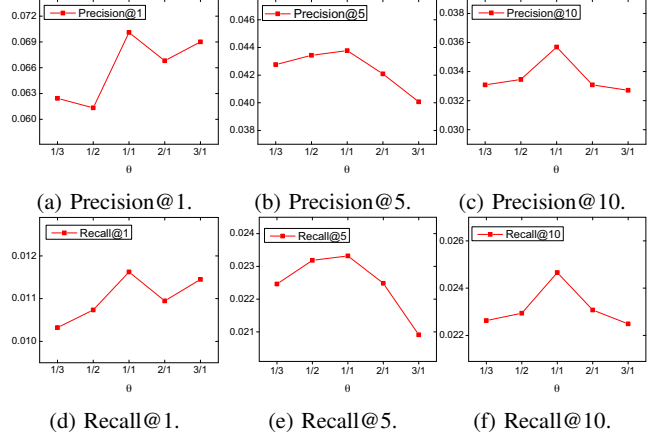 Precision@1
0.072
0.069
0.066
0.063
0.060
1/3 1/2 1/1 2/1 3/1
θ
(a) Precision@1.
Precision@5
0.046
0.044
0.042
0.040
0.038
1/3 1/2 1/1 2/1 3/1
θ
(b) Precision@5.
Precision@10
0.038
0.036
0.034
0.032
0.030
1/3 1/2 1/1 2/1 3/1
θ
(c) Precision@10.
Recall@1
0.012
0.011
0.010
1/3 1/2 1/1 2/1 3/1
θ
(d) Recall@1.
Recall@5
0.024
0.023
0.022
0.021
1/3 1/2 1/1 2/1 3/1
θ
(e) Recall@5.
Recall@10
0.026
0.024
0.022
1/3 1/2 1/1 2/1 3/1
θ
(f) Recall@10.